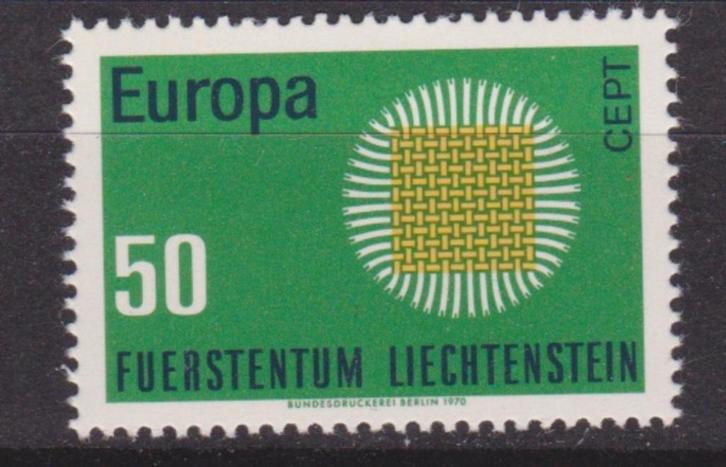 Europa
CEPT
50
FUERSTENTUM LIECHTENSTEIN
BUNDESDRUCKEREI BERLIN 1970